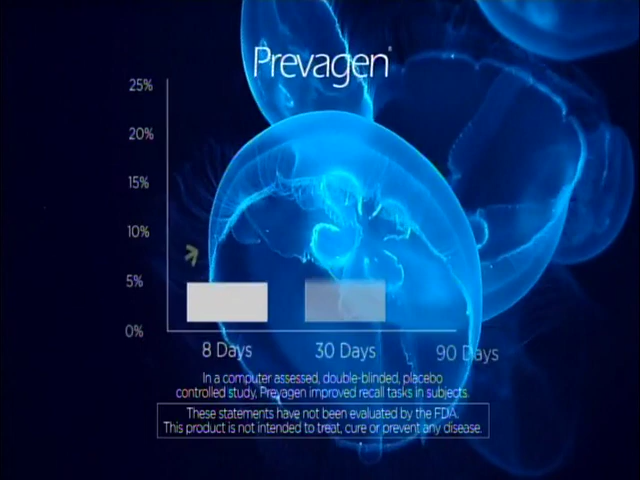 Prevagen®
25%
20%
15%
10%
5%
0%
8 Days 30 Days 90 Days
In a computer assessed, double-blinded, placebo
controlled study, Prevagen improved recall tasks in subjects.
These statements have not been evaluated by the FDA.
This product is not intended to treat, cure or prevent any disease.